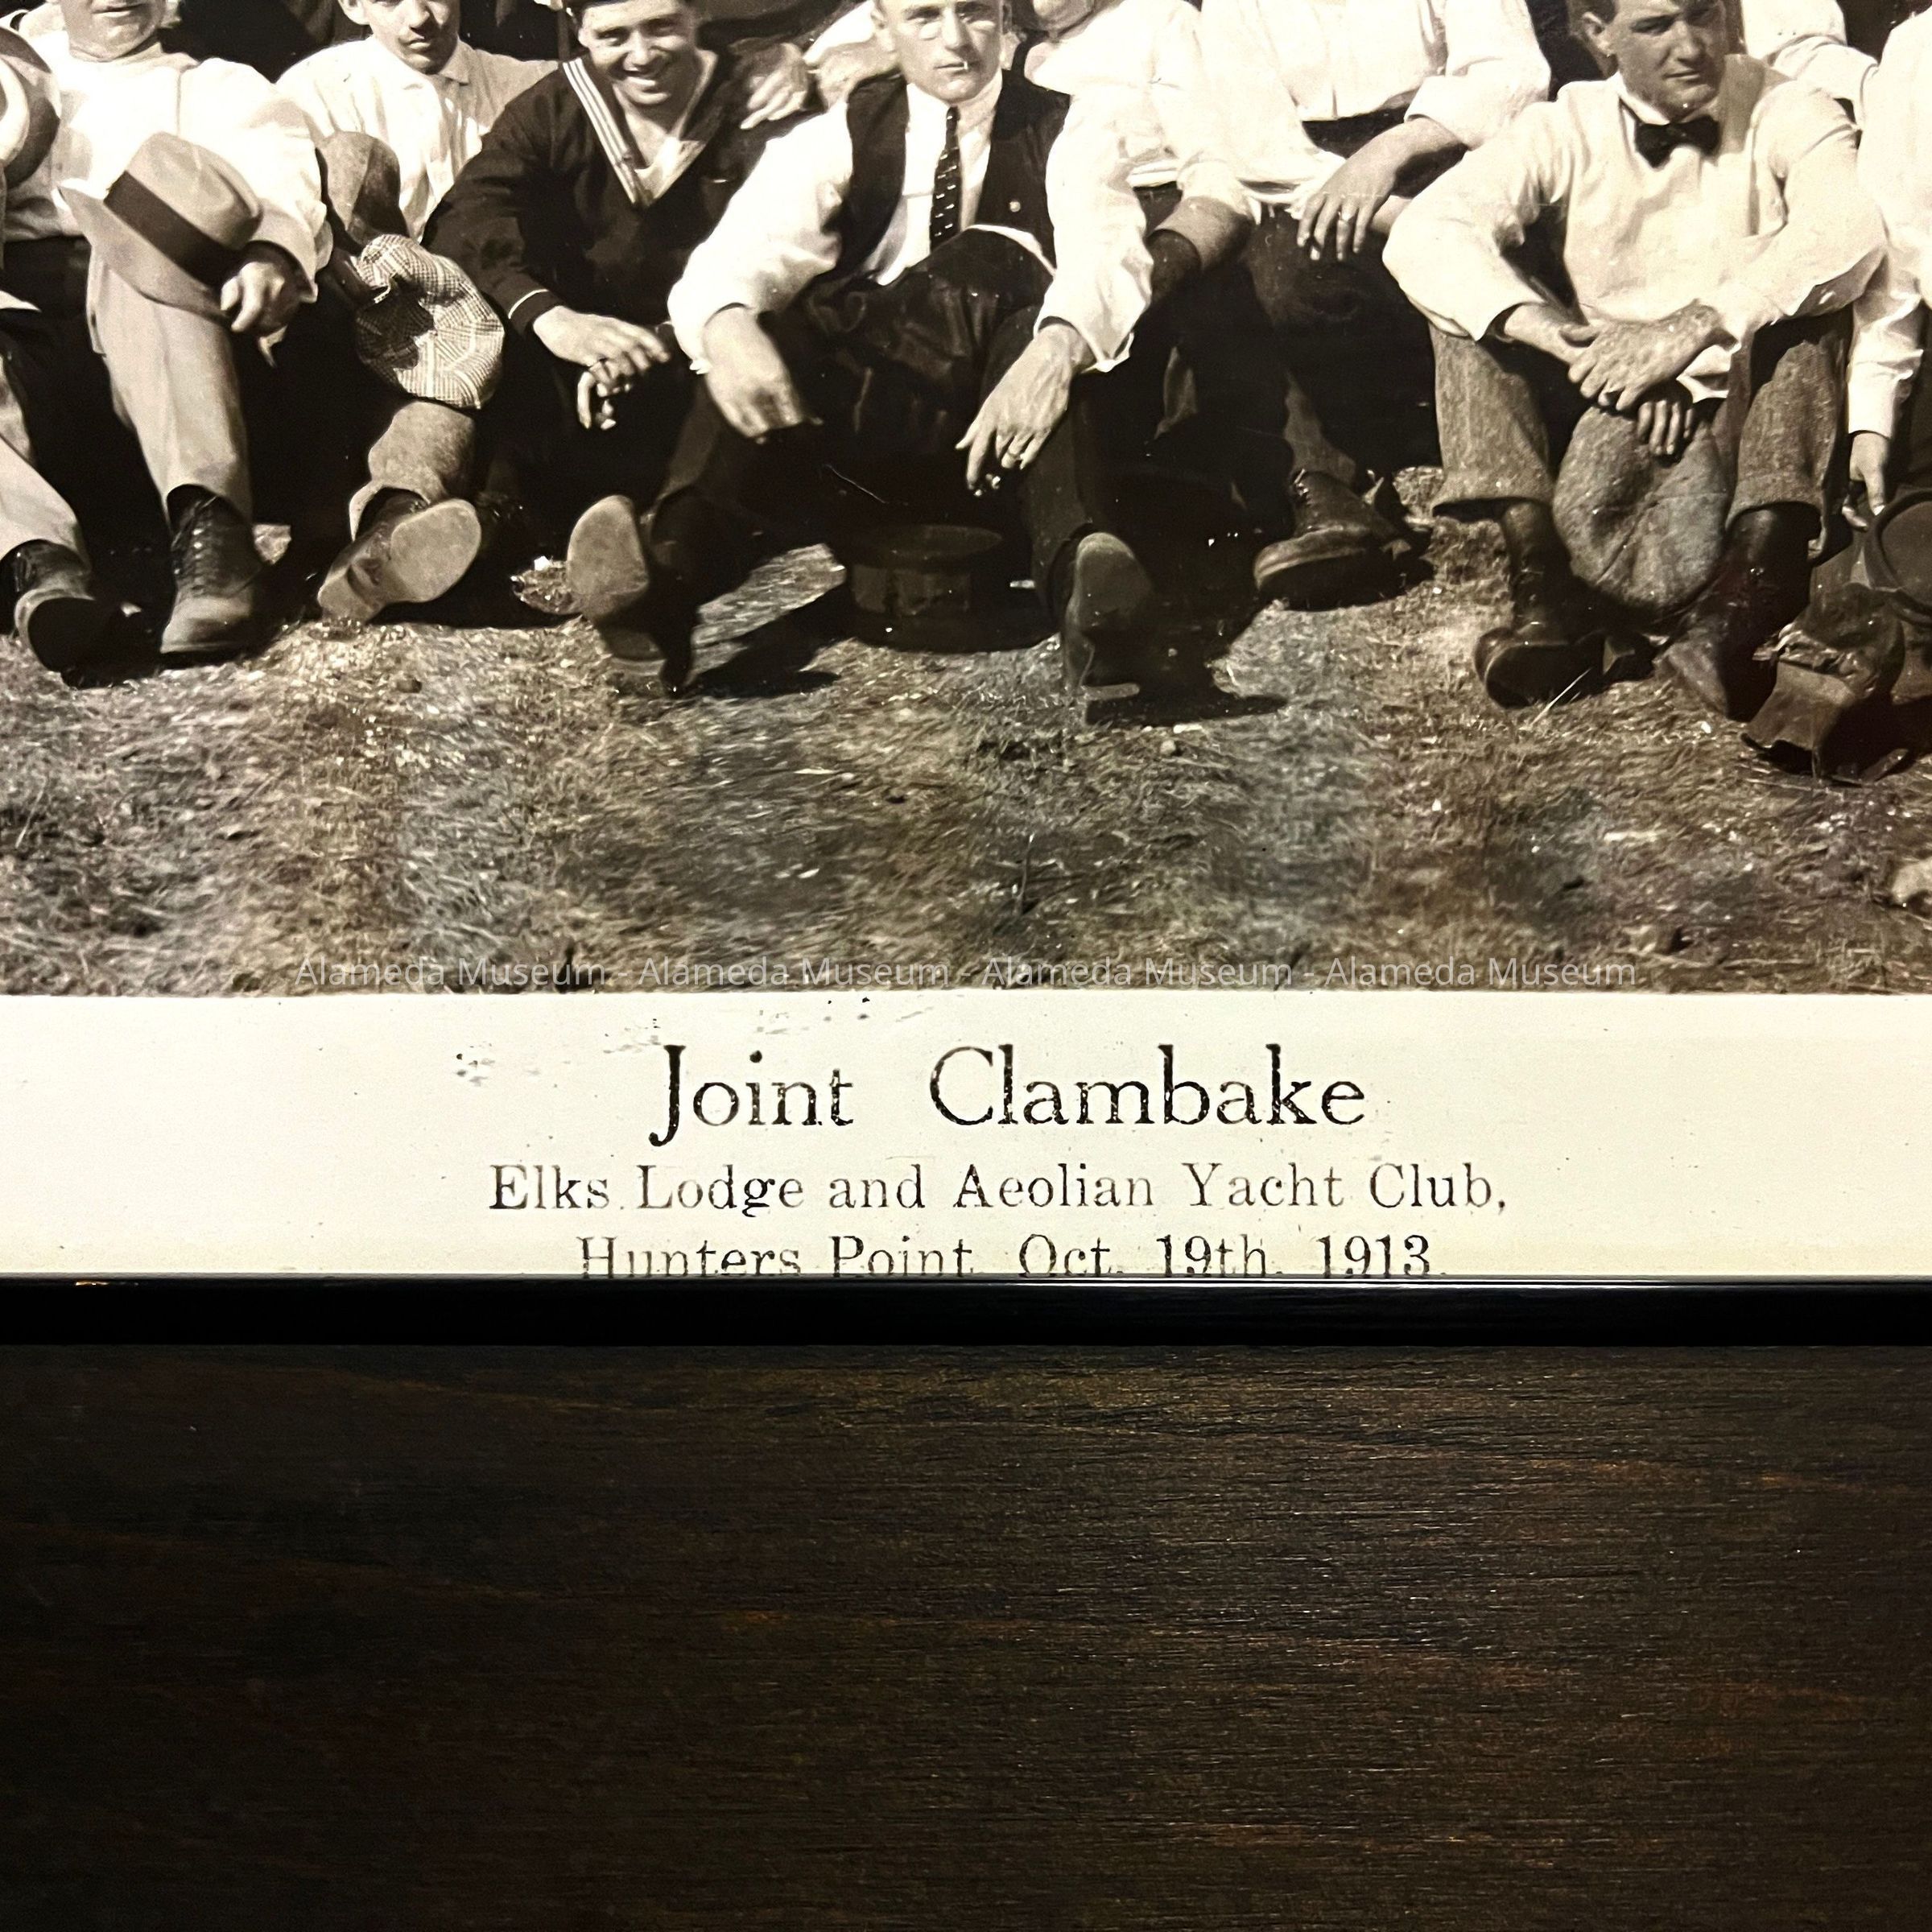 Alameda Museum - Alameda Museum - Alameda Museum - Alameda Museum
Joint Clambake
Elks Lodge and Aeolian Yacht Club,
Hunters Point, Oct. 19th, 1913.